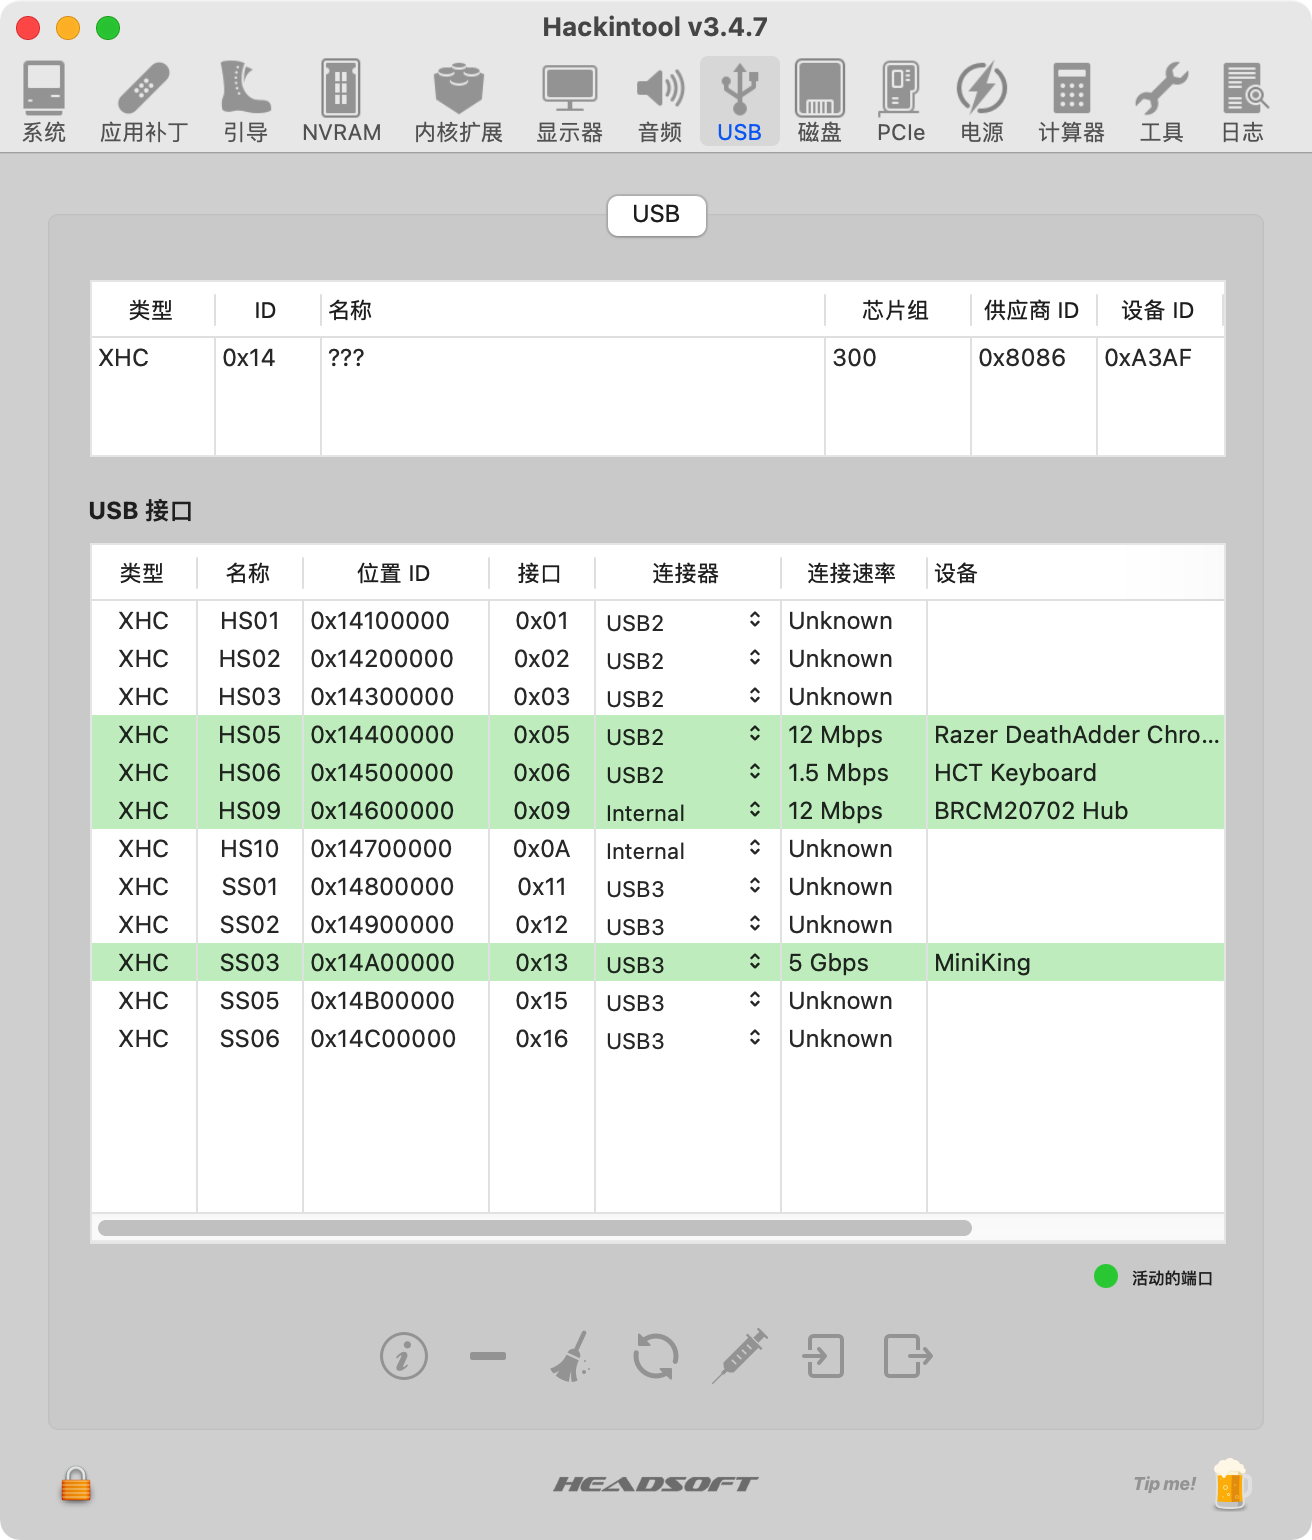 Hackintool v3.4.7
系统 应用补丁 引导 NVRAM 内核扩展 显示器 音频 USB 磁盘 PCIe 电源 计算器 工具 日志
USB
类型 ID 名称 芯片组 供应商 ID 设备 ID
XHC 0x14 ??? 300 0x8086 0xA3AF
USB 接口
类型 名称 位置 ID 接口 连接器 连接速率 设备
XHC HS01 0x14100000 0x01 USB2 Unknown
XHC HS02 0x14200000 0x02 USB2 Unknown
XHC HS03 0x14300000 0x03 USB2 Unknown
XHC HS05 0x14400000 0x05 USB2 12 Mbps Razer DeathAdder Chro...
XHC HS06 0x14500000 0x06 USB2 1.5 Mbps HCT Keyboard
XHC HS09 0x14600000 0x09 Internal 12 Mbps BRCM20702 Hub
XHC HS10 0x14700000 0x0A Internal Unknown
XHC SS01 0x14800000 0x11 USB3 Unknown
XHC SS02 0x14900000 0x12 USB3 Unknown
XHC SS03 0x14A00000 0x13 USB3 5 Gbps MiniKing
XHC SS05 0x14B00000 0x15 USB3 Unknown
XHC SS06 0x14C00000 0x16 USB3 Unknown
活动的端口
HEADSOFT
Tip me!